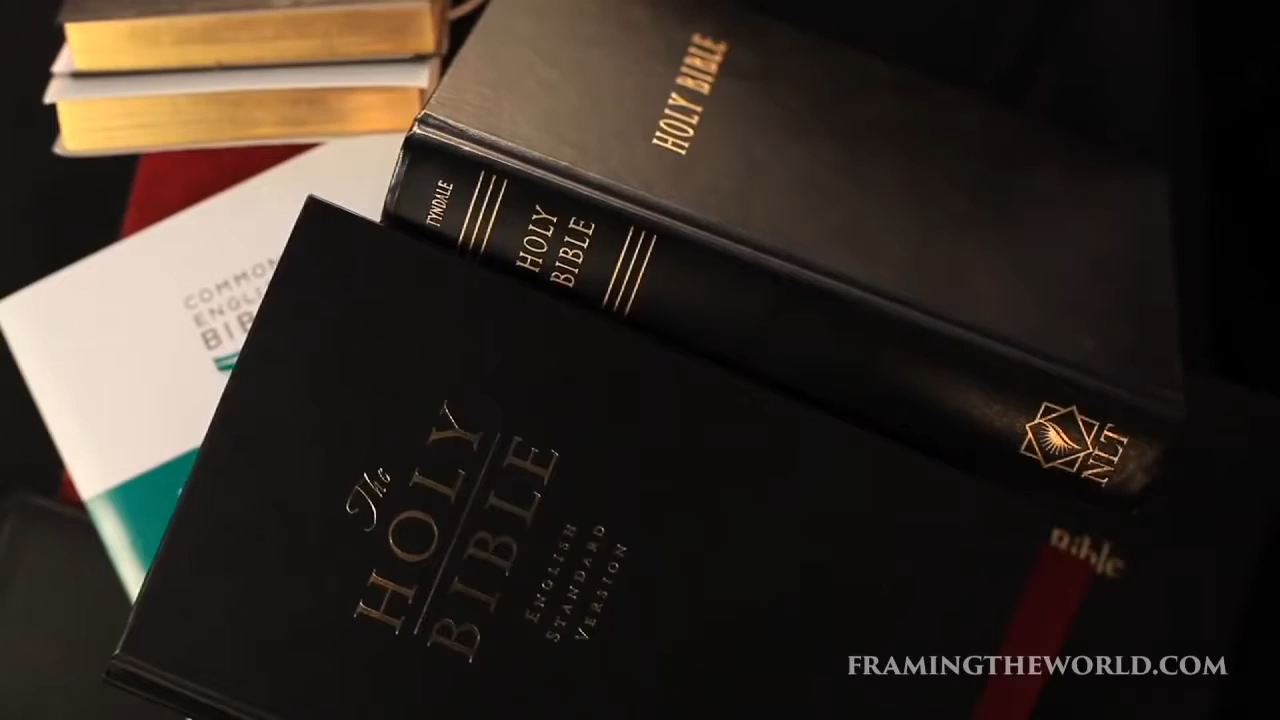 HOLY BIBLE
TYNDALE
HOLY
BIBLE
NLT
COMMON
ENGLI
BIB
The
HOLY
BIBLE
ENGLISH
STANDARD
VERSION
Bible
FRAMINGTHEWORLD.COM